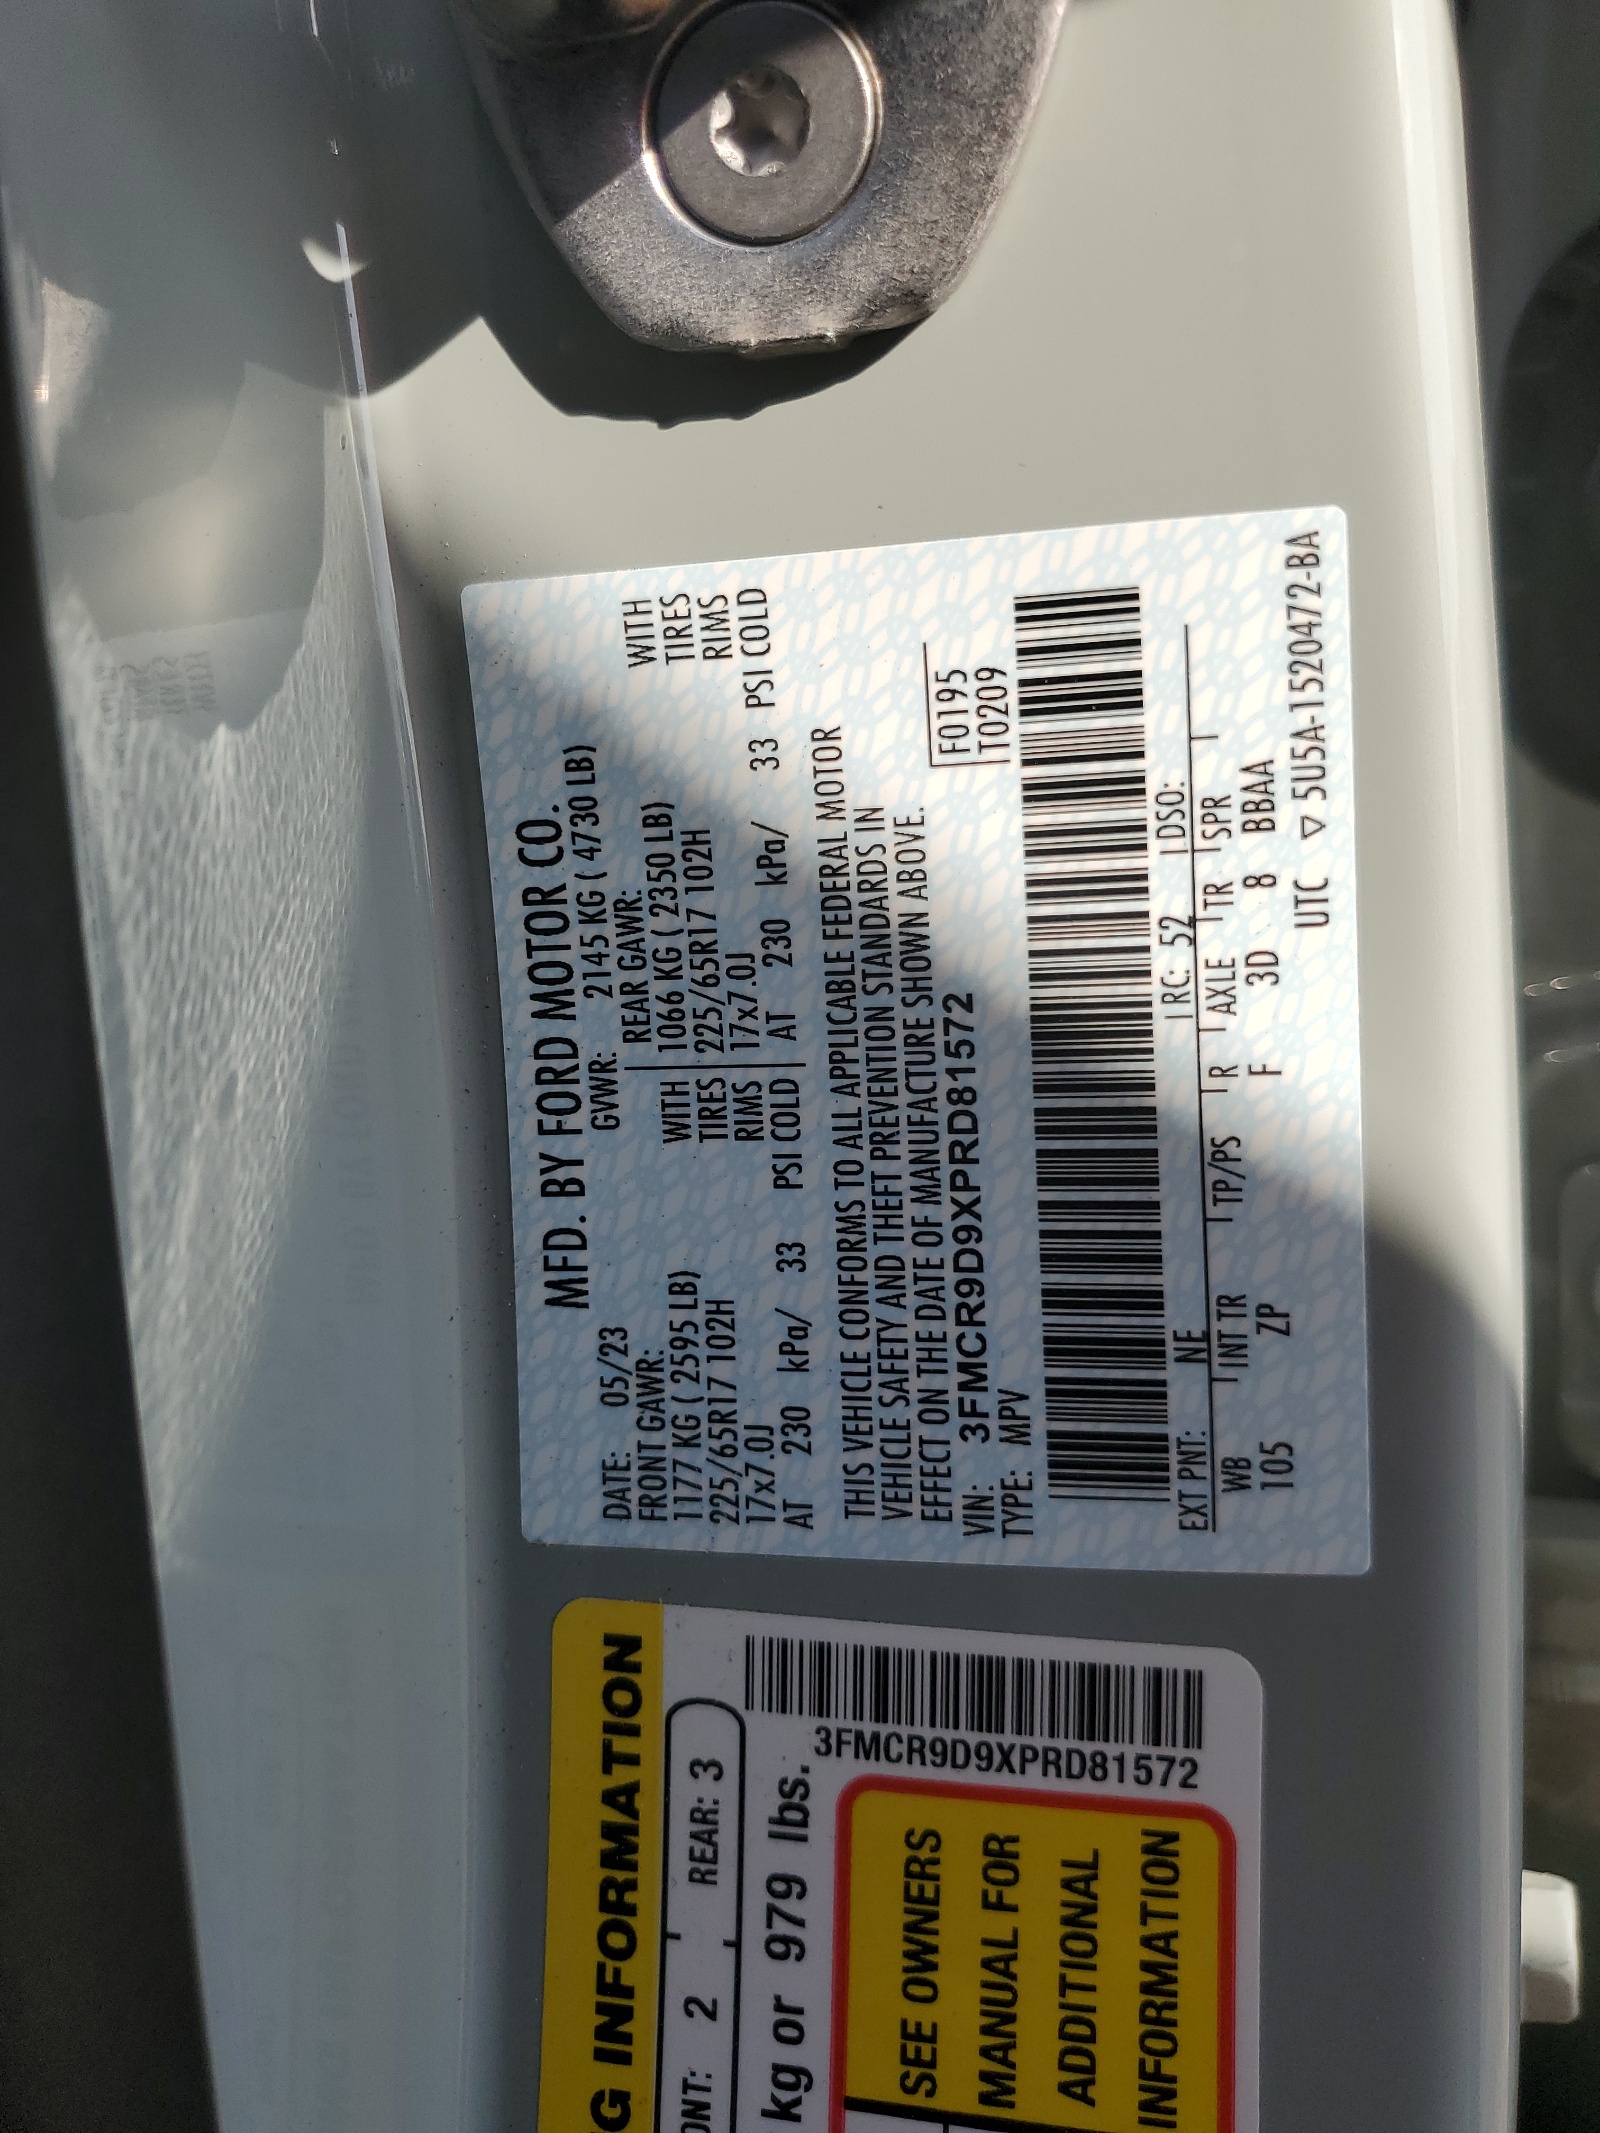 MFD. BY FORD MOTOR CO.
DATE: 05/23 GVWR: 2145 KG ( 4730 LB)
FRONT GAWR: REAR GAWR:
1177 KG ( 2595 LB) WITH 1066 KG ( 2350 LB) WITH
225/65R17 102H TIRES 225/65R17 102H TIRES
17x7.0J RIMS 17x7.0J RIMS
AT 230 kPa/ 33 PSI COLD AT 230 kPa/ 33 PSI COLD
THIS VEHICLE CONFORMS TO ALL APPLICABLE FEDERAL MOTOR
VEHICLE SAFETY AND THEFT PREVENTION STANDARDS IN
EFFECT ON THE DATE OF MANUFACTURE SHOWN ABOVE.
VIN: 3FMCR9D9XPRD81572 F0195
TYPE: MPV T0209
EXT PNT: NE RC: 52 DSO:
WB INT TR TP/PS R AXLE TR SPR
105 ZP F 3D 8 BBAA
UTC ▽ 5U5A-1520472-BA
G INFORMATION
ONT: 2 REAR: 3
kg or 979 lbs.
3FMCR9D9XPRD81572
SEE OWNERS
MANUAL FOR
ADDITIONAL
INFORMATION